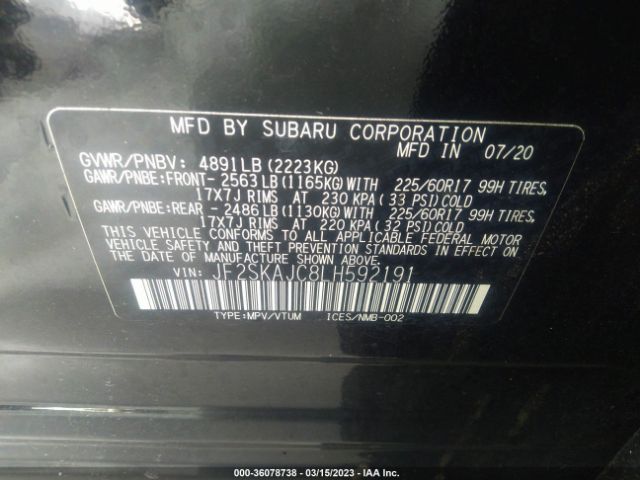 MFD BY SUBARU CORPORATION
MFD IN 07/20
GVWR/PNBV: 4891LB(2223KG)
GAWR/PNBE:FRONT- 2563LB(1165KG)WITH 225/60R17 99H TIRES,
17X7J RIMS AT 230 KPA(33 PSI)COLD
GAWR/PNBE:REAR - 2486LB(1130KG)WITH 225/60R17 99H TIRES,
17X7J RIMS AT 220 KPA(32 PSI)COLD
THIS VEHICLE CONFORMS TO ALL APPLICABLE FEDERAL MOTOR
VEHICLE SAFETY AND THEFT PREVENTION STANDARDS IN EFFECT ON
THE DATE OF MANUFACTURE SHOWN ABOVE.
VIN: JF2SKAJC8LH592191
TYPE:MPV/VTUM ICES/NMB-002
000-36078738 - 03/15/2023 - IAA Inc.